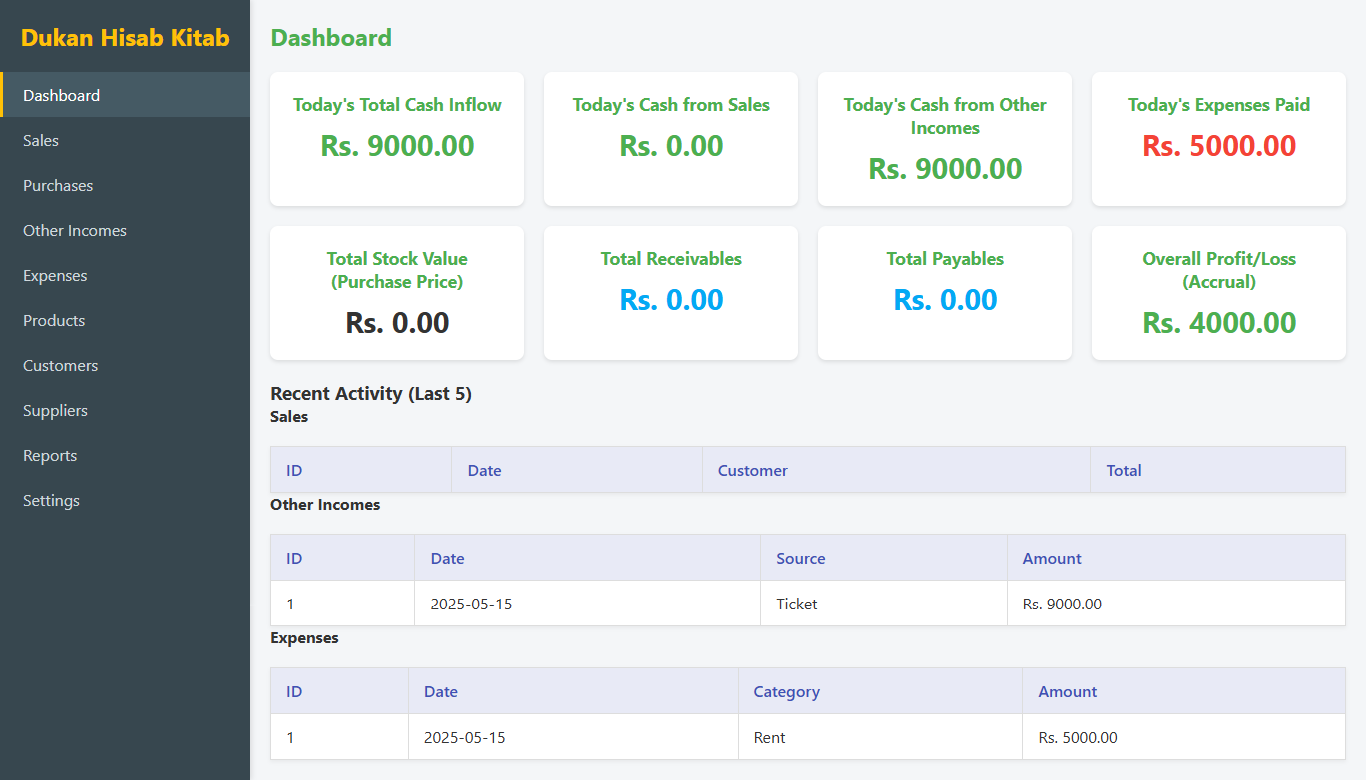 Dukan Hisab Kitab
Dashboard
Sales
Purchases
Other Incomes
Expenses
Products
Customers
Suppliers
Reports
Settings
Dashboard
Today's Total Cash Inflow
Rs. 9000.00
Today's Cash from Sales
Rs. 0.00
Today's Cash from Other
Incomes
Rs. 9000.00
Today's Expenses Paid
Rs. 5000.00
Total Stock Value
(Purchase Price)
Rs. 0.00
Total Receivables
Rs. 0.00
Total Payables
Rs. 0.00
Overall Profit/Loss
(Accrual)
Rs. 4000.00
Recent Activity (Last 5)
Sales
ID Date Customer Total
Other Incomes
ID Date Source Amount
1 2025-05-15 Ticket Rs. 9000.00
Expenses
ID Date Category Amount
1 2025-05-15 Rent Rs. 5000.00